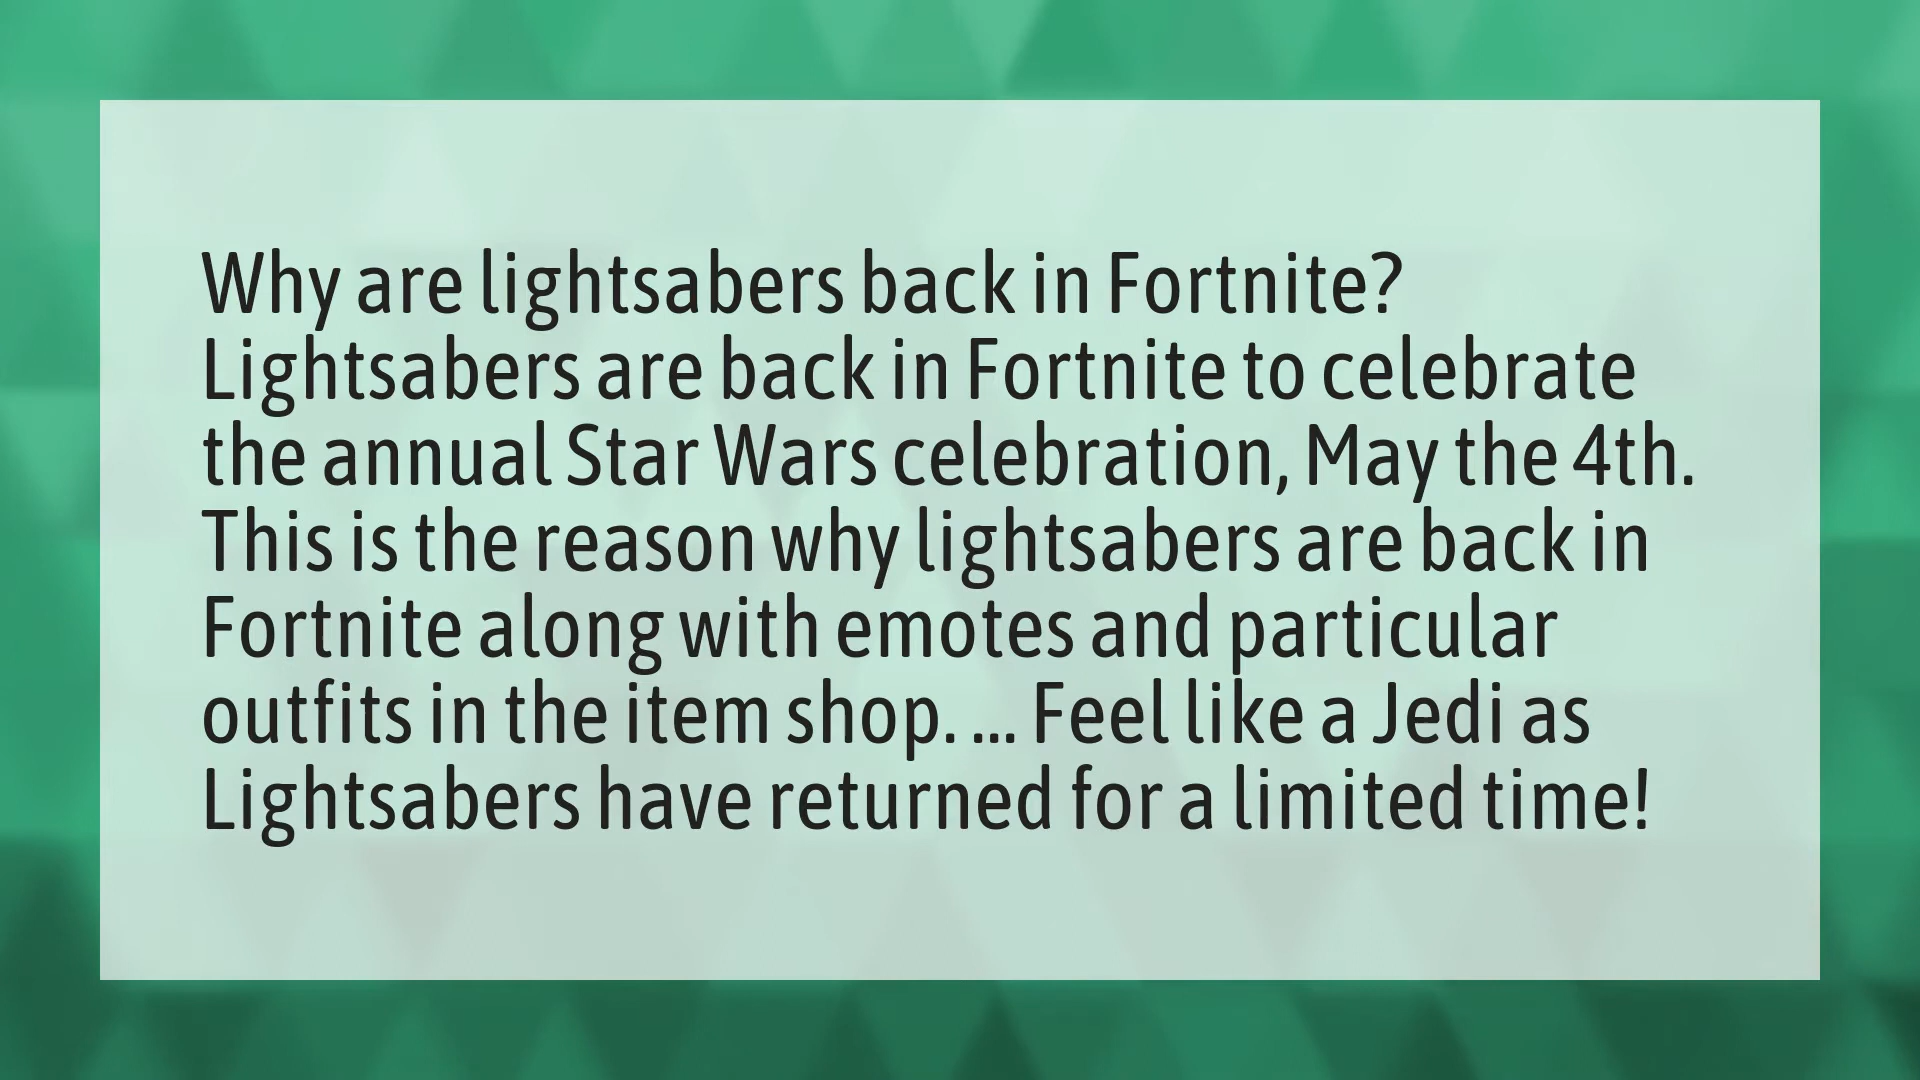 Why are lightsabers back in Fortnite?
Lightsabers are back in Fortnite to celebrate
the annual Star Wars celebration, May the 4th.
This is the reason why lightsabers are back in
Fortnite along with emotes and particular
outfits in the item shop. ... Feel like a Jedi as
Lightsabers have returned for a limited time!